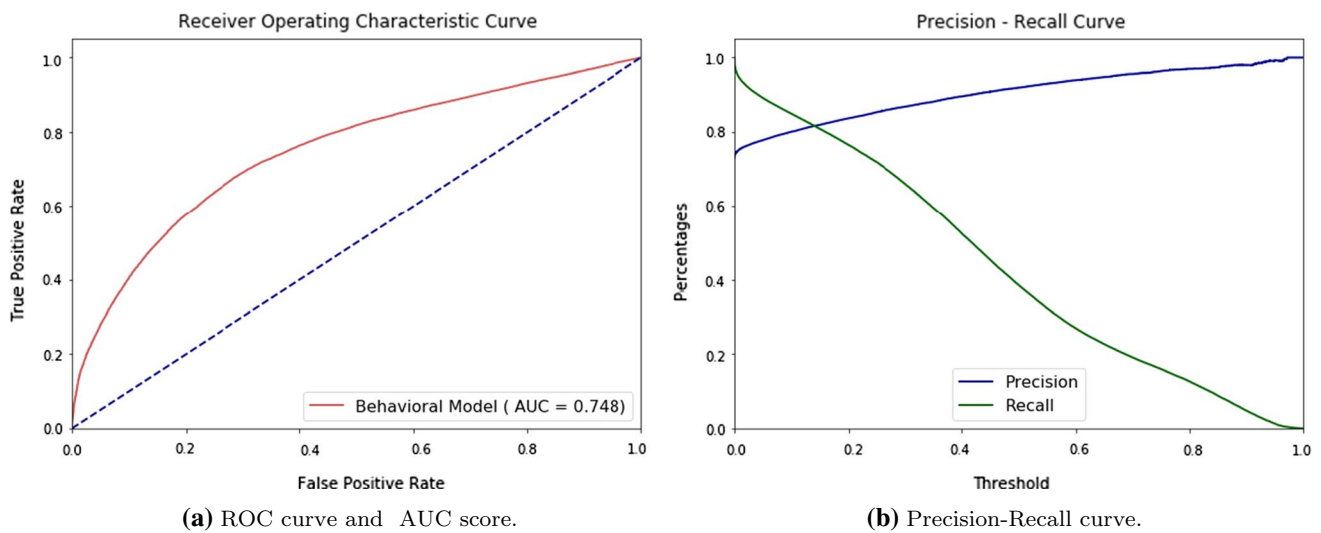 Receiver Operating Characteristic Curve
True Positive Rate
1.0
0.8
0.6
0.4
0.2
0.0
Behavioral Model ( AUC = 0.748)
0.0 0.2 0.4 0.6 0.8 1.0
False Positive Rate
(a) ROC curve and AUC score.
Precision - Recall Curve
Percentages
1.0
0.8
0.6
0.4
0.2
0.0
Precision
Recall
0.0 0.2 0.4 0.6 0.8 1.0
Threshold
(b) Precision-Recall curve.